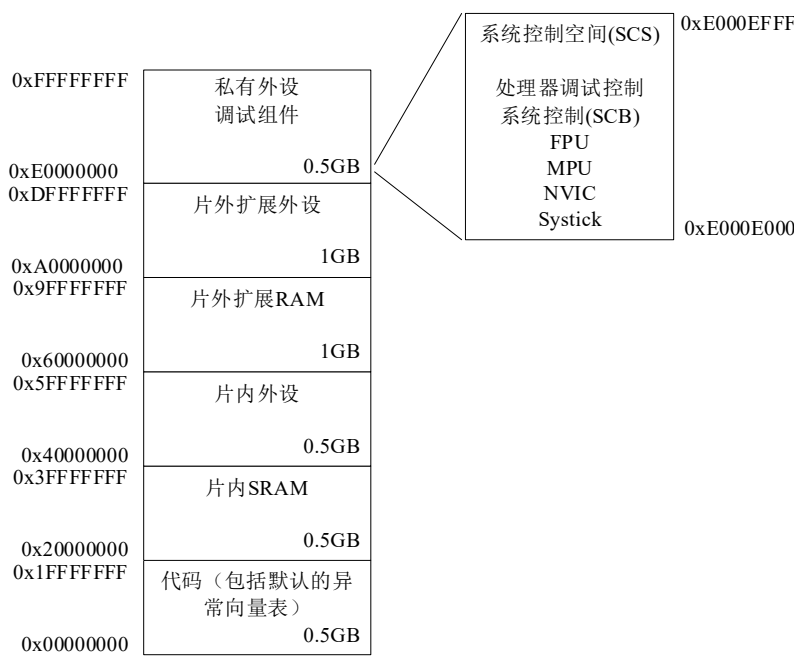 0xFFFFFFFF
私有外设
调试组件
0.5GB
0xE0000000
0xDFFFFFFF
片外扩展外设
1GB
0xA0000000
0x9FFFFFFF
片外扩展RAM
1GB
0x60000000
0x5FFFFFFF
片内外设
0.5GB
0x40000000
0x3FFFFFFF
片内SRAM
0.5GB
0x20000000
0x1FFFFFFF
代码（包括默认的异
常向量表）
0.5GB
0x00000000
系统控制空间(SCS)
0xE000EFFF
处理器调试控制
系统控制(SCB)
FPU
MPU
NVIC
Systick
0xE000E000